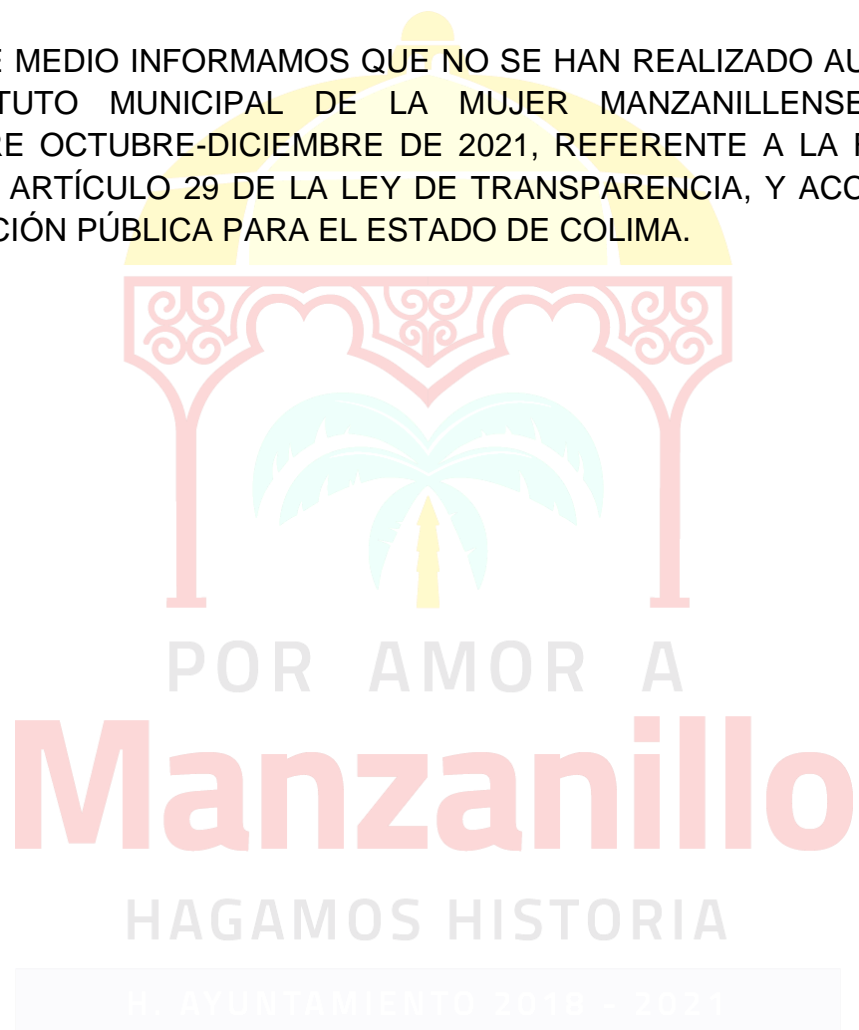 E MEDIO INFORMAMOS QUE NO SE HAN REALIZADO AU
TUTO MUNICIPAL DE LA MUJER MANZANILLENSE
RE OCTUBRE-DICIEMBRE DE 2021, REFERENTE A LA
ARTÍCULO 29 DE LA LEY DE TRANSPARENCIA, Y ACC
CIÓN PÚBLICA PARA EL ESTADO DE COLIMA.
POR AMOR A
Manzanillo
HAGAMOS HISTORIA
H. AYUNTAMIENTO 2018 - 2021